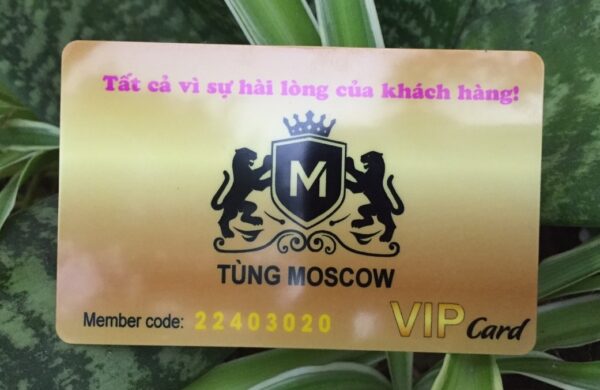 Tất cả vì sự hài lòng của khách hàng!
M
TÙNG MOSCOW
Member code: 22403020
VIP Card